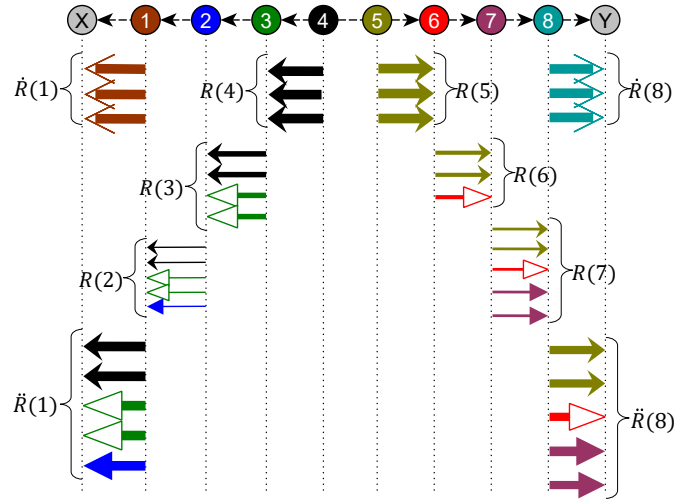 X 1 2 3 4 5 6 7 8 Y
Ṙ(1) R(4) R(5) Ṙ(8)
R(3) R(6)
R(2) R(7)
R̈(1) R̈(8)